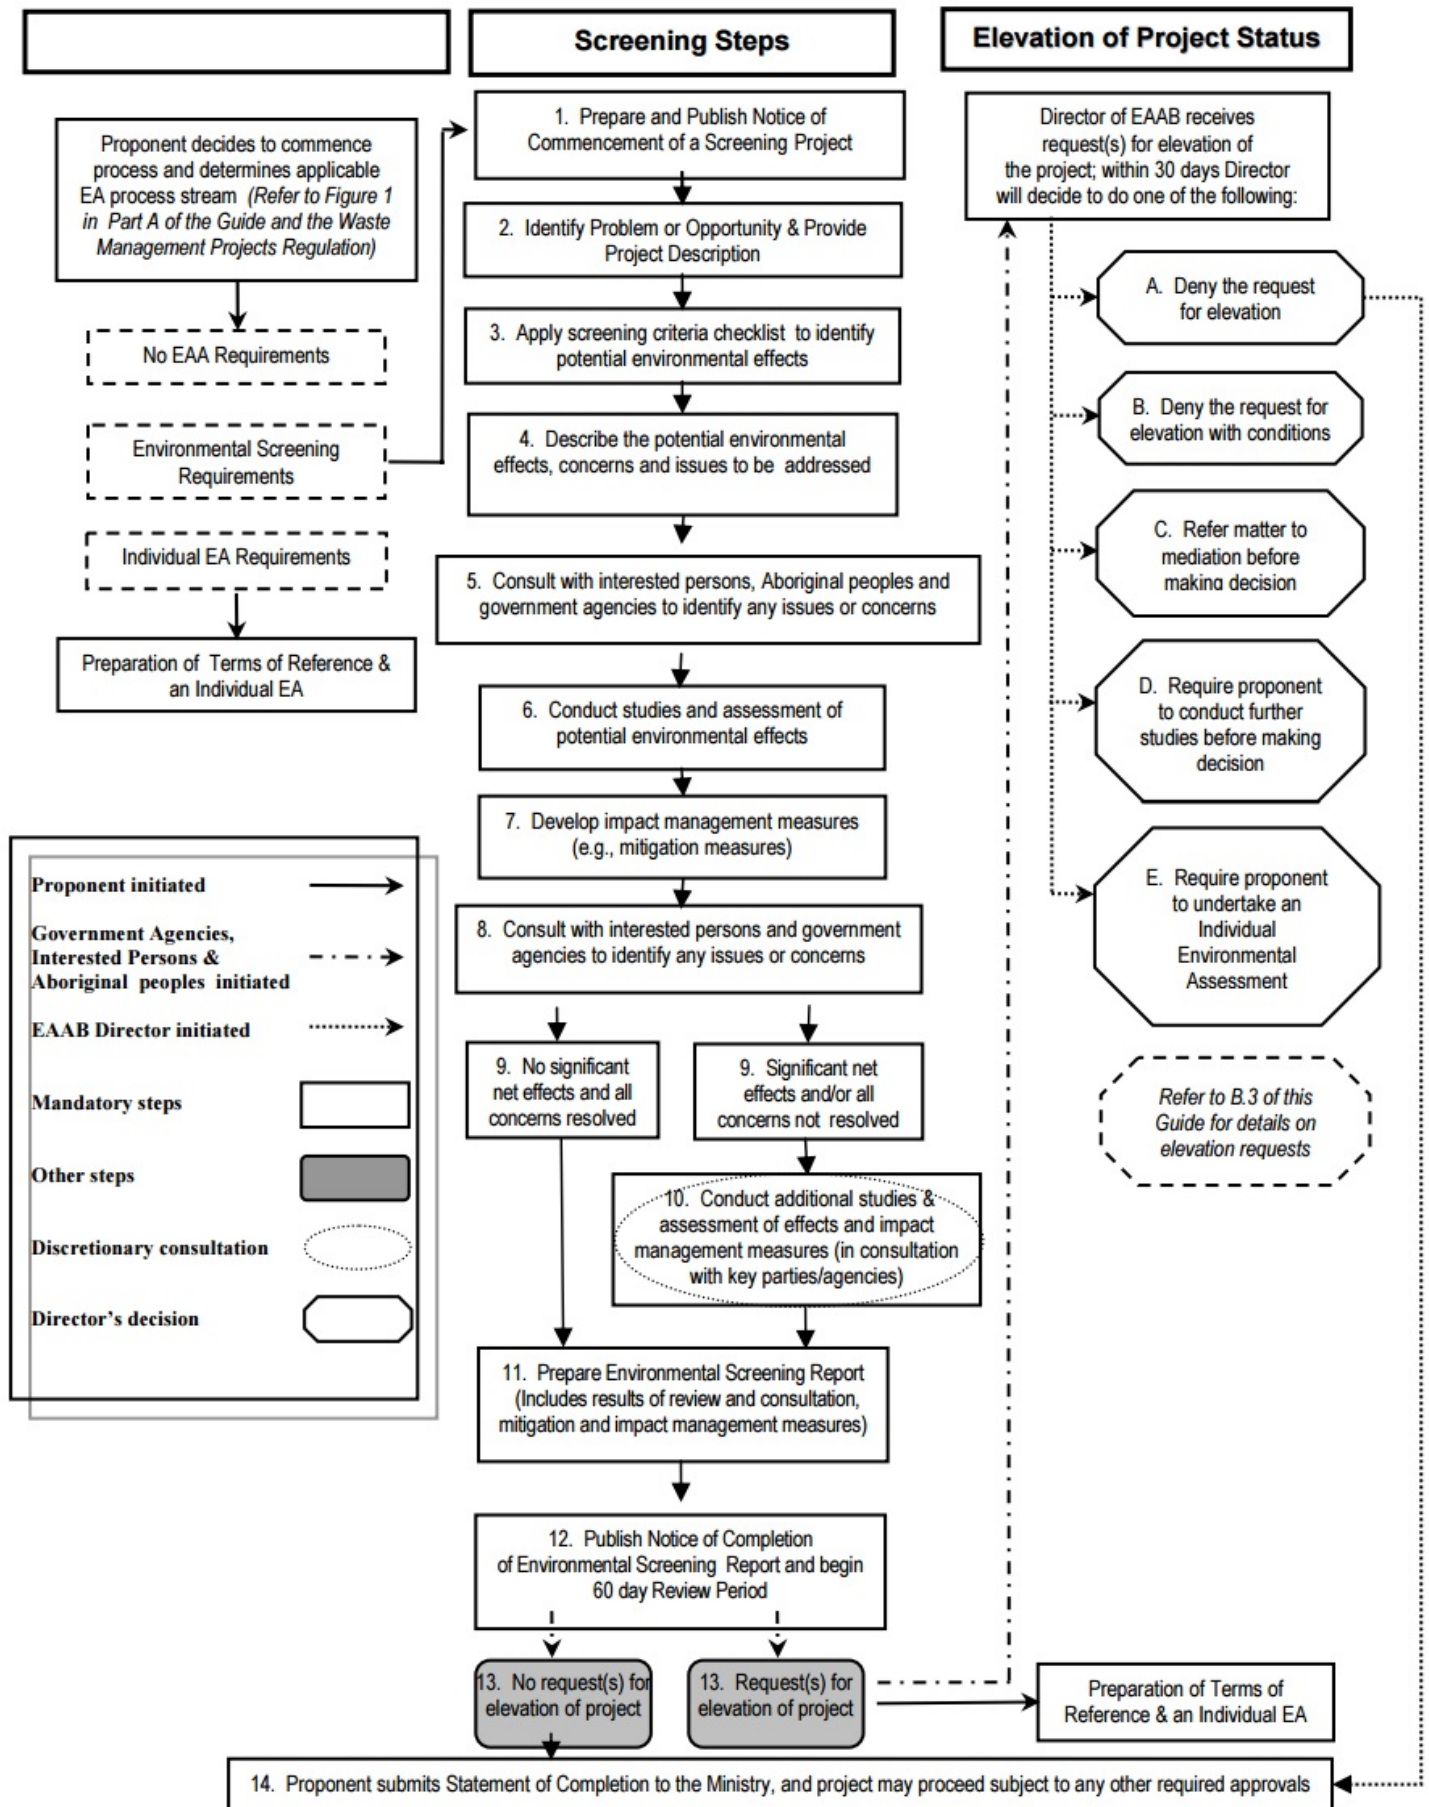 Screening Steps
Elevation of Project Status
Proponent decides to commence
process and determines applicable
EA process stream (Refer to Figure 1
in Part A of the Guide and the Waste
Management Projects Regulation)
No EAA Requirements
Environmental Screening
Requirements
Individual EA Requirements
Preparation of Terms of Reference &
an Individual EA
Proponent initiated
Government Agencies,
Interested Persons &
Aboriginal peoples initiated
EAAB Director initiated
Mandatory steps
Other steps
Discretionary consultation
Director's decision
1. Prepare and Publish Notice of
Commencement of a Screening Project
2. Identify Problem or Opportunity & Provide
Project Description
3. Apply screening criteria checklist to identify
potential environmental effects
4. Describe the potential environmental
effects, concerns and issues to be addressed
5. Consult with interested persons, Aboriginal peoples and
government agencies to identify any issues or concerns
6. Conduct studies and assessment of
potential environmental effects
7. Develop impact management measures
(e.g., mitigation measures)
8. Consult with interested persons and government
agencies to identify any issues or concerns
9. No significant
net effects and all
concerns resolved
9. Significant net
effects and/or all
concerns not resolved
10. Conduct additional studies &
assessment of effects and impact
management measures (in consultation
with key parties/agencies)
11. Prepare Environmental Screening Report
(Includes results of review and consultation,
mitigation and impact management measures)
12. Publish Notice of Completion
of Environmental Screening Report and begin
60 day Review Period
13. No request(s) for
elevation of project
13. Request(s) for
elevation of project
Preparation of Terms of
Reference & an Individual EA
14. Proponent submits Statement of Completion to the Ministry, and project may proceed subject to any other required approvals
Director of EAAB receives
request(s) for elevation of
the project; within 30 days Director
will decide to do one of the following:
A. Deny the request
for elevation
B. Deny the request for
elevation with conditions
C. Refer matter to
mediation before
making decision
D. Require proponent
to conduct further
studies before making
decision
E. Require proponent
to undertake an
Individual
Environmental
Assessment
Refer to B.3 of this
Guide for details on
elevation requests